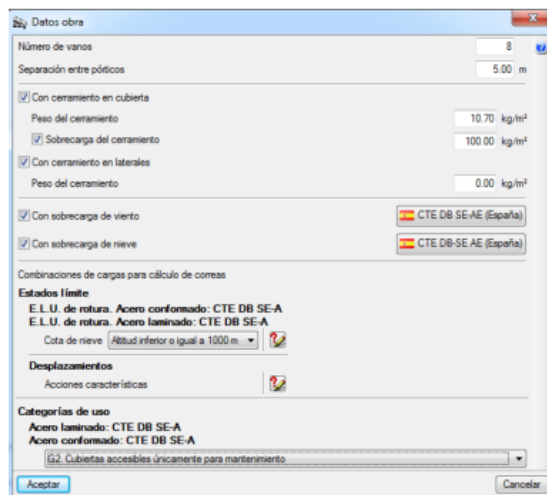 Datos obra
Número de vanos 8
Separación entre pórticos 5.00 m
Con cerramiento en cubierta
Peso del cerramiento 10.70 kg/m²
Sobrecarga del cerramiento 100.00 kg/m²
Con cerramiento en laterales
Peso del cerramiento 0.00 kg/m²
Con sobrecarga de viento CTE DB SE-AE (España)
Con sobrecarga de nieve CTE DB-SE AE (España)
Combinaciones de cargas para cálculo de correas
Estados límite
E.L.U. de rotura. Acero conformado: CTE DB SE-A
E.L.U. de rotura. Acero laminado: CTE DB SE-A
Cota de nieve Altitud inferior o igual a 1000 m
Desplazamientos
Acciones características
Categorías de uso
Acero laminado: CTE DB SE-A
Acero conformado: CTE DB SE-A
G2. Cubiertas accesibles únicamente para mantenimiento
Aceptar Cancelar